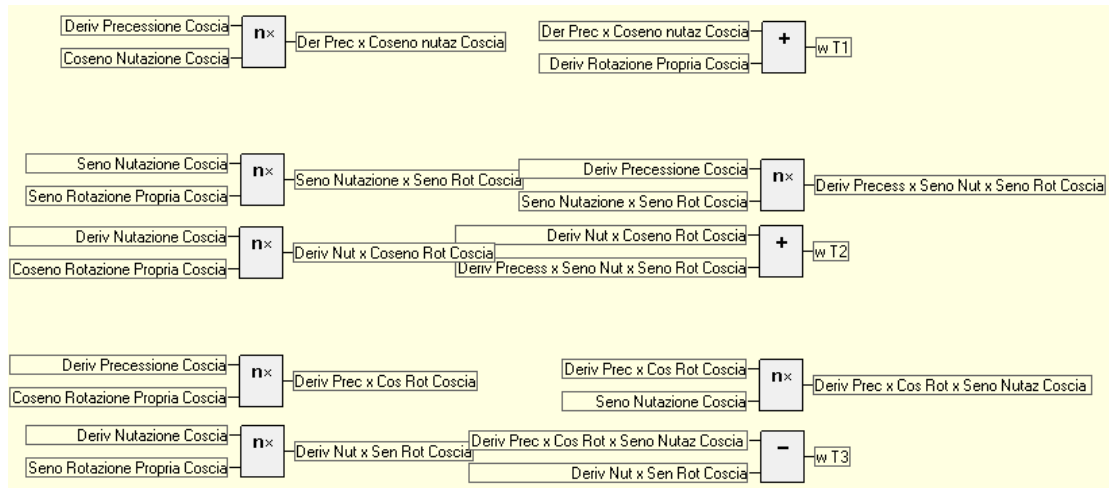 Deriv Precessione Coscia
Coseno Nutazione Coscia
n×
Der Prec x Coseno nutaz Coscia
Der Prec x Coseno nutaz Coscia
Deriv Rotazione Propria Coscia
+
w T1
Seno Nutazione Coscia
Seno Rotazione Propria Coscia
n×
Seno Nutazione x Seno Rot Coscia
Deriv Precessione Coscia
Seno Nutazione x Seno Rot Coscia
n×
Deriv Precess x Seno Nut x Seno Rot Coscia
Deriv Nutazione Coscia
Coseno Rotazione Propria Coscia
n×
Deriv Nut x Coseno Rot Coscia
Deriv Nut x Coseno Rot Coscia
Deriv Precess x Seno Nut x Seno Rot Coscia
+
w T2
Deriv Precessione Coscia
Coseno Rotazione Propria Coscia
n×
Deriv Prec x Cos Rot Coscia
Deriv Prec x Cos Rot Coscia
Seno Nutazione Coscia
n×
Deriv Prec x Cos Rot x Seno Nutaz Coscia
Deriv Nutazione Coscia
Seno Rotazione Propria Coscia
n×
Deriv Nut x Sen Rot Coscia
Deriv Prec x Cos Rot x Seno Nutaz Coscia
Deriv Nut x Sen Rot Coscia
−
w T3